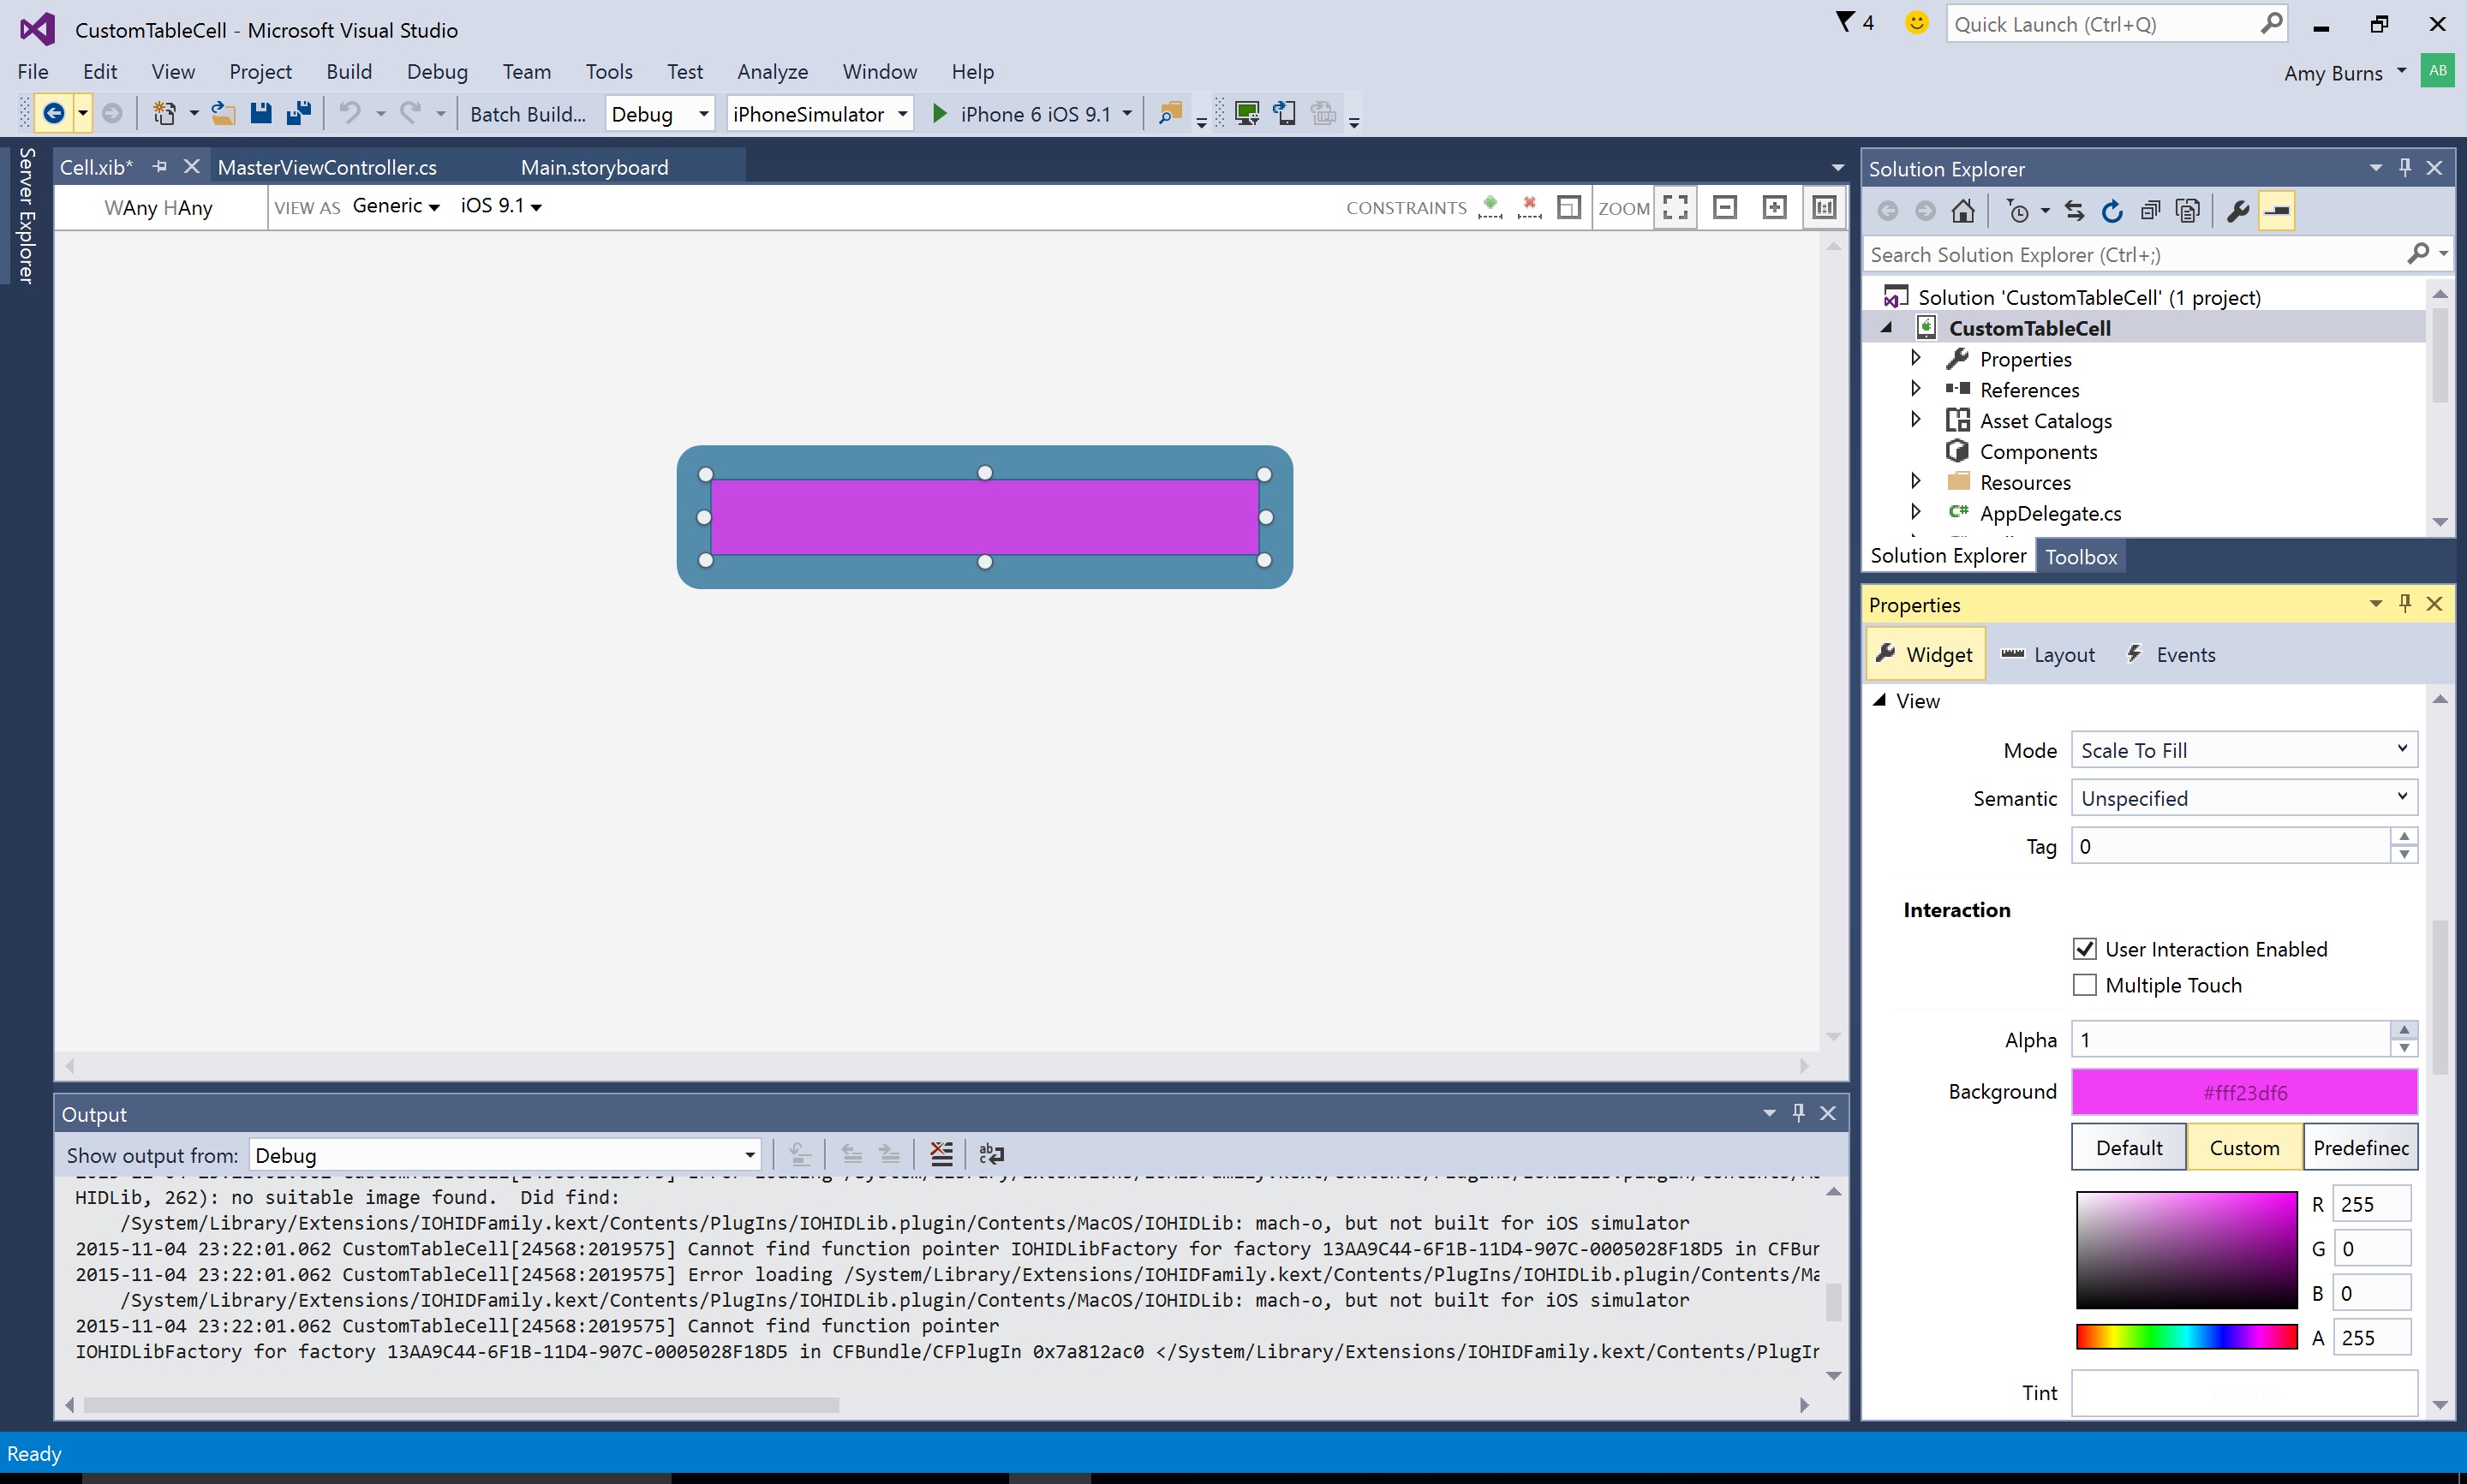 CustomTableCell - Microsoft Visual Studio
4
Quick Launch (Ctrl+Q)
File Edit View Project Build Debug Team Tools Test Analyze Window Help
Amy Burns AB
Batch Build... Debug iPhoneSimulator iPhone 6 iOS 9.1
Server Explorer
Cell.xib* MasterViewController.cs Main.storyboard
WAny HAny VIEW AS Generic iOS 9.1 CONSTRAINTS ZOOM 1:1
Solution Explorer
Search Solution Explorer (Ctrl+;)
Solution 'CustomTableCell' (1 project)
CustomTableCell
Properties
References
Asset Catalogs
Components
Resources
C# AppDelegate.cs
Solution Explorer Toolbox
Properties
Widget Layout Events
View
Mode Scale To Fill
Semantic Unspecified
Tag 0
Interaction
User Interaction Enabled
Multiple Touch
Alpha 1
Background #fff23df6
Default Custom Predefined
R 255
G 0
B 0
A 255
Tint
Output
Show output from: Debug
HIDLib, 262): no suitable image found.  Did find:
/System/Library/Extensions/IOHIDFamily.kext/Contents/PlugIns/IOHIDLib.plugin/Contents/MacOS/IOHIDLib: mach-o, but not built for iOS simulator
2015-11-04 23:22:01.062 CustomTableCell[24568:2019575] Cannot find function pointer IOHIDLibFactory for factory 13AA9C44-6F1B-11D4-907C-0005028F18D5 in CFBun
2015-11-04 23:22:01.062 CustomTableCell[24568:2019575] Error loading /System/Library/Extensions/IOHIDFamily.kext/Contents/PlugIns/IOHIDLib.plugin/Contents/Ma
/System/Library/Extensions/IOHIDFamily.kext/Contents/PlugIns/IOHIDLib.plugin/Contents/MacOS/IOHIDLib: mach-o, but not built for iOS simulator
2015-11-04 23:22:01.062 CustomTableCell[24568:2019575] Cannot find function pointer
IOHIDLibFactory for factory 13AA9C44-6F1B-11D4-907C-0005028F18D5 in CFBundle/CFPlugIn 0x7a812ac0 </System/Library/Extensions/IOHIDFamily.kext/Contents/PlugIn
Ready